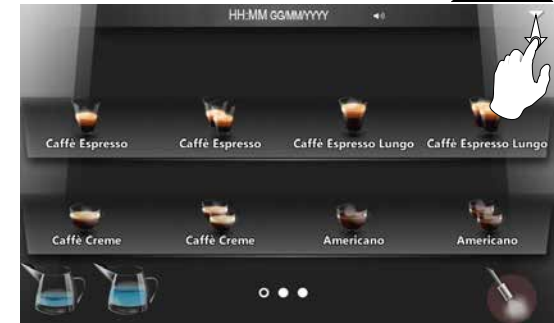 HH:MM GG/MM/YYYY
Caffè Espresso Caffè Espresso Caffè Espresso Lungo Caffè Espresso Lungo
Caffè Creme Caffè Creme Americano Americano